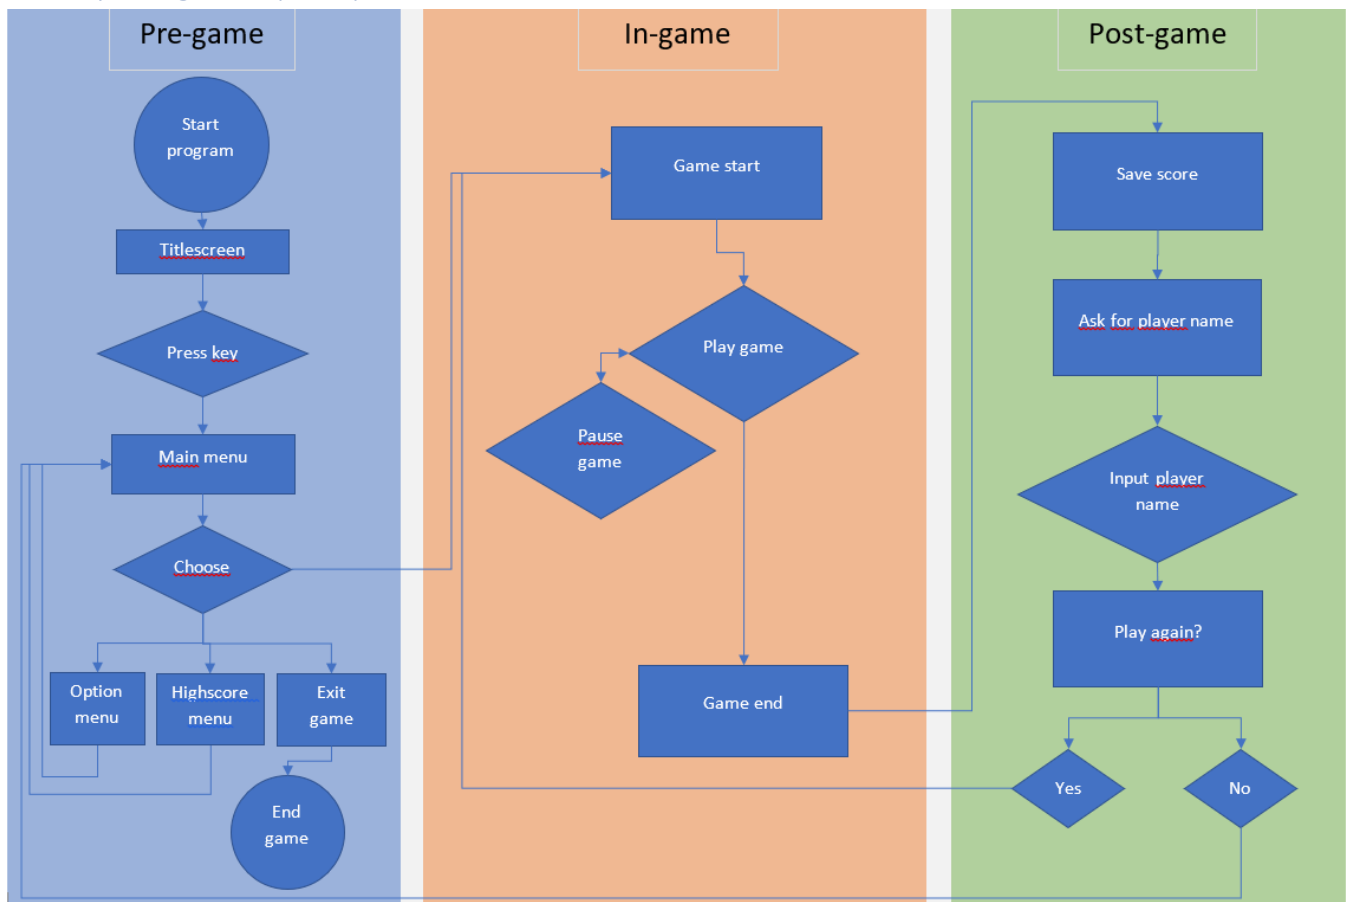 Pre-game
Start
program
Titlescreen
Press key
Main menu
Choose
Option
menu
Highscore
menu
Exit
game
End
game
In-game
Game start
Play game
Pause
game
Game end
Post-game
Save score
Ask for player name
Input player
name
Play again?
Yes
No